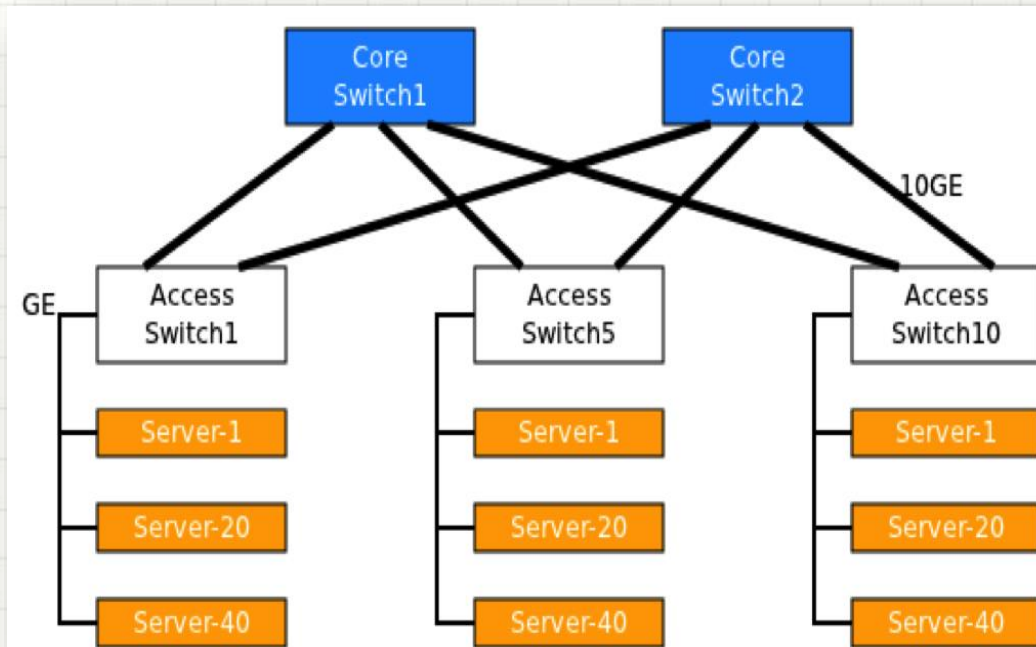 Core
Switch1
Core
Switch2
10GE
GE
Access
Switch1
Access
Switch5
Access
Switch10
Server-1
Server-1
Server-1
Server-20
Server-20
Server-20
Server-40
Server-40
Server-40